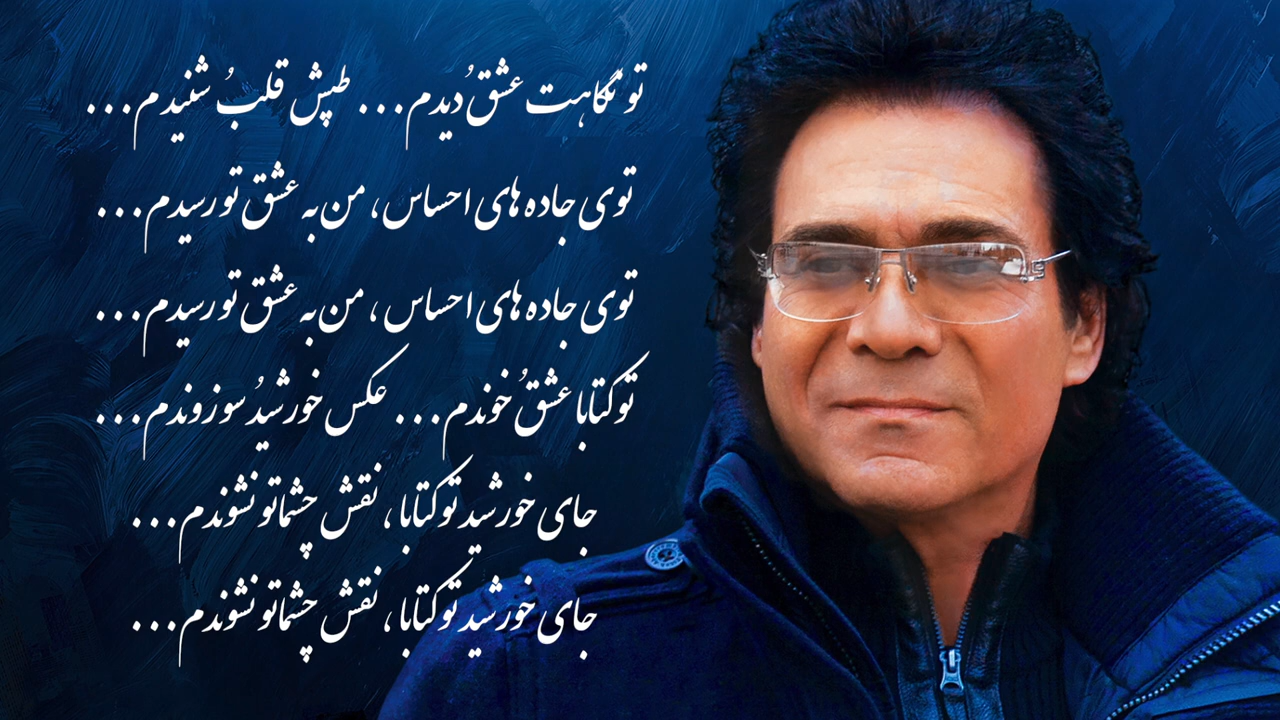 تو نگاهت عشقُ دیدم... طپش قلبُ شنیدم...
توی جاده های احساس، من به عشق تو رسیدم...
توی جاده های احساس، من به عشق تو رسیدم...
تو کتابا عشقُ خوندم... عکس خورشیدُ سوزوندم...
جای خورشید تو کتابا، نقش چشماتو نشوندم...
جای خورشید تو کتابا، نقش چشماتو نشوندم...